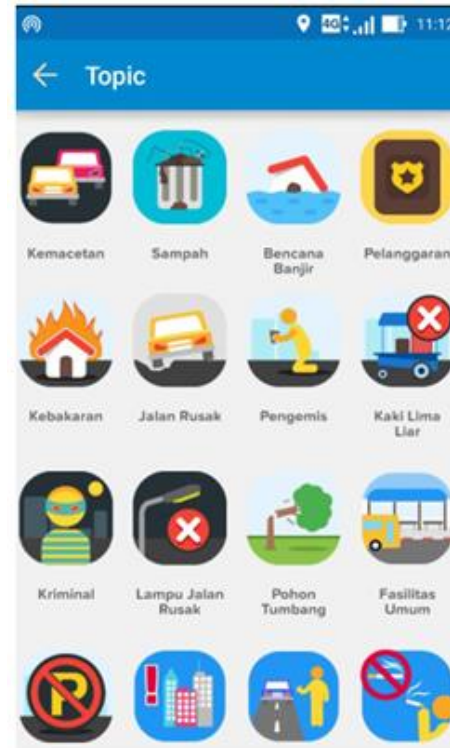 4G 11:12
Topic
Kemacetan
Sampah
Bencana
Banjir
Pelanggaran
Kebakaran
Jalan Rusak
Pengemis
Kaki Lima
Liar
Kriminal
Lampu Jalan
Rusak
Pohon
Tumbang
Fasilitas
Umum
P